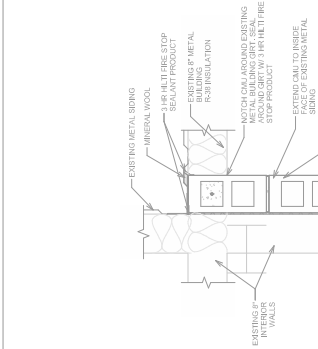 EXISTING METAL SIDING
MINERAL WOOL
3 HR HILTI FIRE STOP
SEALANT PRODUCT
EXISTING 8" METAL
BUILDING
R-38 INSULATION
NOTCH CMU AROUND EXISTING
METAL BUILDING GIRT. SEAL
AROUND GIRT W/ 3 HR HILTI FIRE
STOP PRODUCT
EXTEND CMU TO INSIDE
FACE OF EXISTING METAL
SIDING
EXISTING 8"
INTERIOR
WALLS